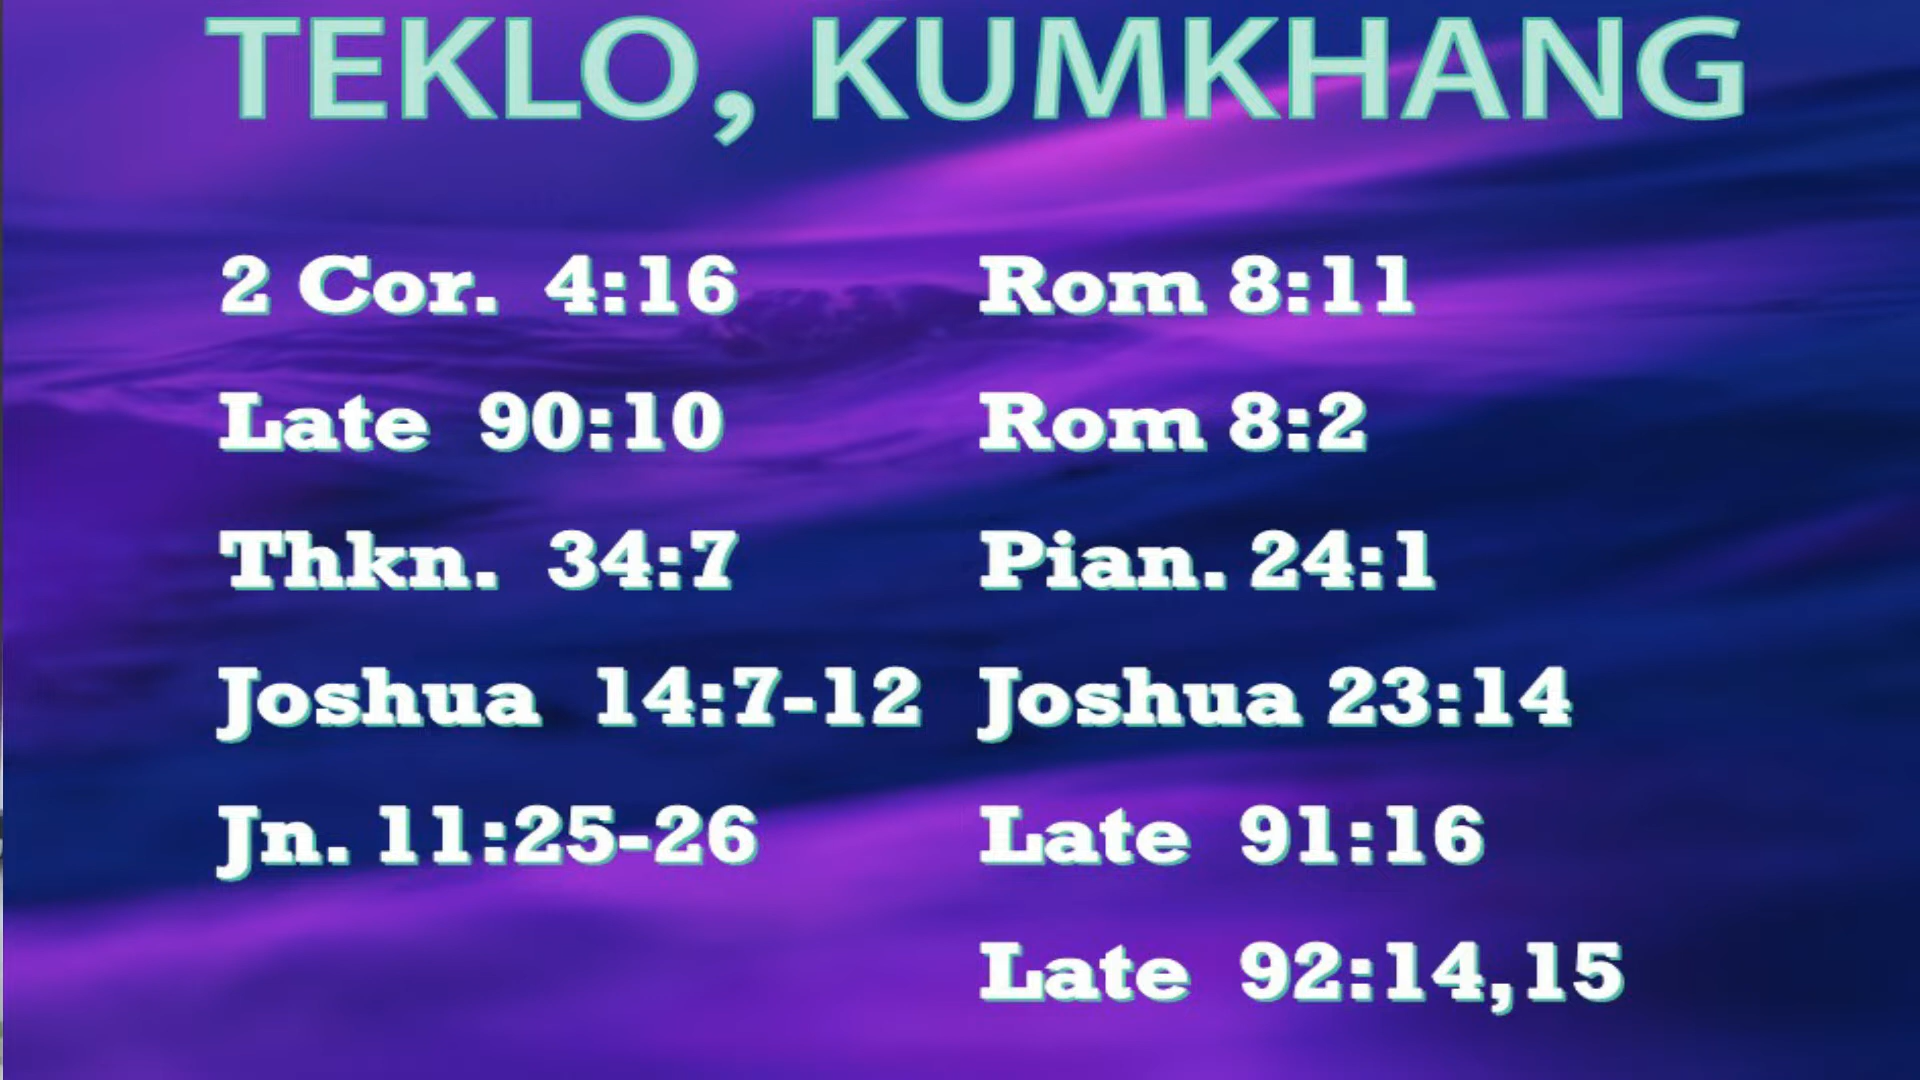 TEKLO, KUMKHANG
2 Cor. 4:16
Late 90:10
Thkn. 34:7
Joshua 14:7-12
Jn. 11:25-26
Rom 8:11
Rom 8:2
Pian. 24:1
Joshua 23:14
Late 91:16
Late 92:14,15